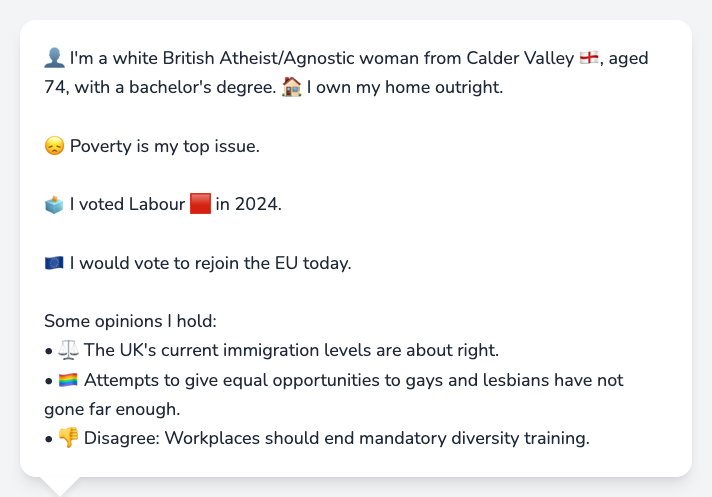 👤 I'm a white British Atheist/Agnostic woman from Calder Valley 🏴󠁧󠁢󠁥󠁮󠁧󠁿, aged
74, with a bachelor's degree. 🏠 I own my home outright.
😞 Poverty is my top issue.
🗳️ I voted Labour 🟥 in 2024.
🇪🇺 I would vote to rejoin the EU today.
Some opinions I hold:
• ⚖️ The UK's current immigration levels are about right.
• 🏳️‍🌈 Attempts to give equal opportunities to gays and lesbians have not
gone far enough.
• 👎 Disagree: Workplaces should end mandatory diversity training.